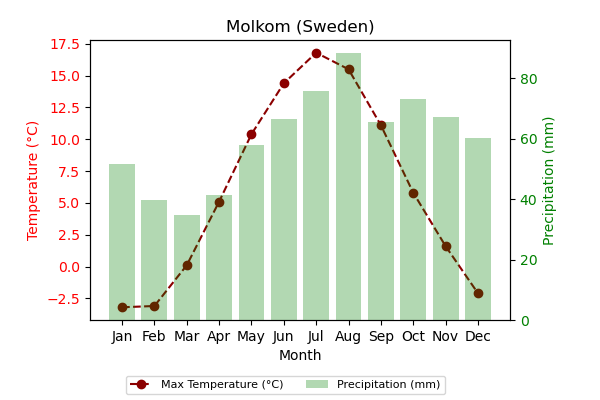 Molkom (Sweden)
17.5
15.0
12.5
10.0
7.5
5.0
2.5
0.0
−2.5
Temperature (°C)
80
60
40
20
0
Precipitation (mm)
Jan Feb Mar Apr May Jun Jul Aug Sep Oct Nov Dec
Month
Max Temperature (°C) Precipitation (mm)